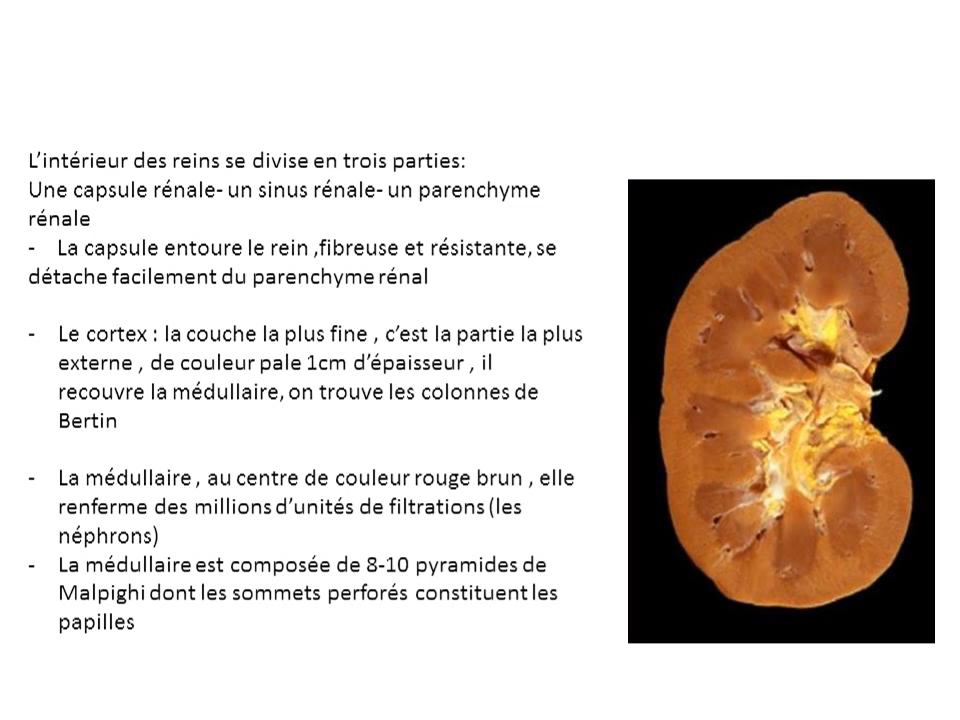 L’intérieur des reins se divise en trois parties:
Une capsule rénale- un sinus rénale- un parenchyme
rénale
- La capsule entoure le rein ,fibreuse et résistante, se
détache facilement du parenchyme rénal
- Le cortex : la couche la plus fine , c’est la partie la plus
externe , de couleur pale 1cm d’épaisseur , il
recouvre la médullaire, on trouve les colonnes de
Bertin
- La médullaire , au centre de couleur rouge brun , elle
renferme des millions d’unités de filtrations (les
néphrons)
- La médullaire est composée de 8-10 pyramides de
Malpighi dont les sommets perforés constituent les
papilles